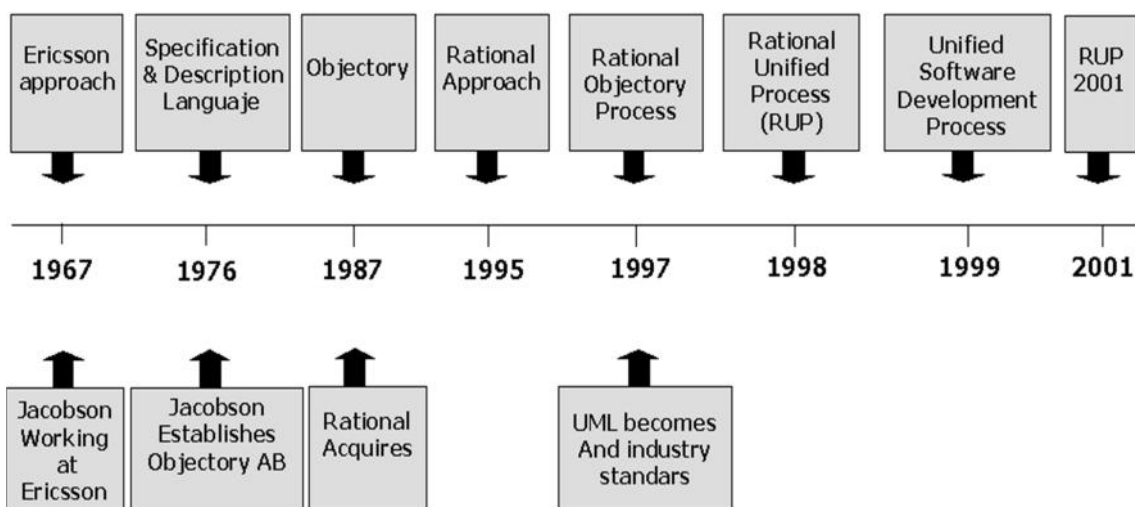 Ericsson
approach
Specification
& Description
Languaje
Objectory
Rational
Approach
Rational
Objectory
Process
Rational
Unified
Process
(RUP)
Unified
Software
Development
Process
RUP
2001
1967
1976
1987
1995
1997
1998
1999
2001
Jacobson
Working
at
Ericsson
Jacobson
Establishes
Objectory AB
Rational
Acquires
UML becomes
And industry
standars